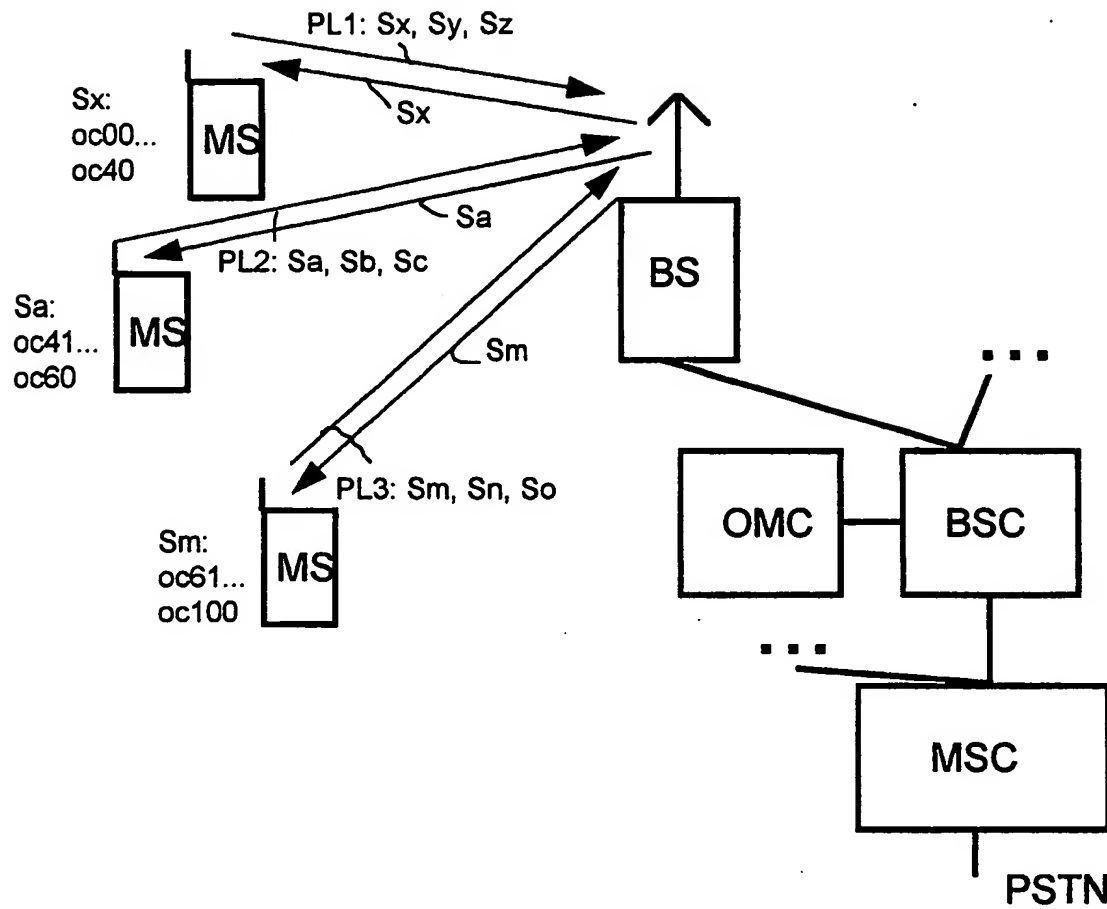 PL1: Sx, Sy, Sz
Sx
Sx:
oc00...
oc40
MS
Sa
PL2: Sa, Sb, Sc
BS
Sa:
oc41...
oc60
MS
Sm
...
PL3: Sm, Sn, So
OMC
BSC
Sm:
oc61...
oc100
MS
...
MSC
PSTN